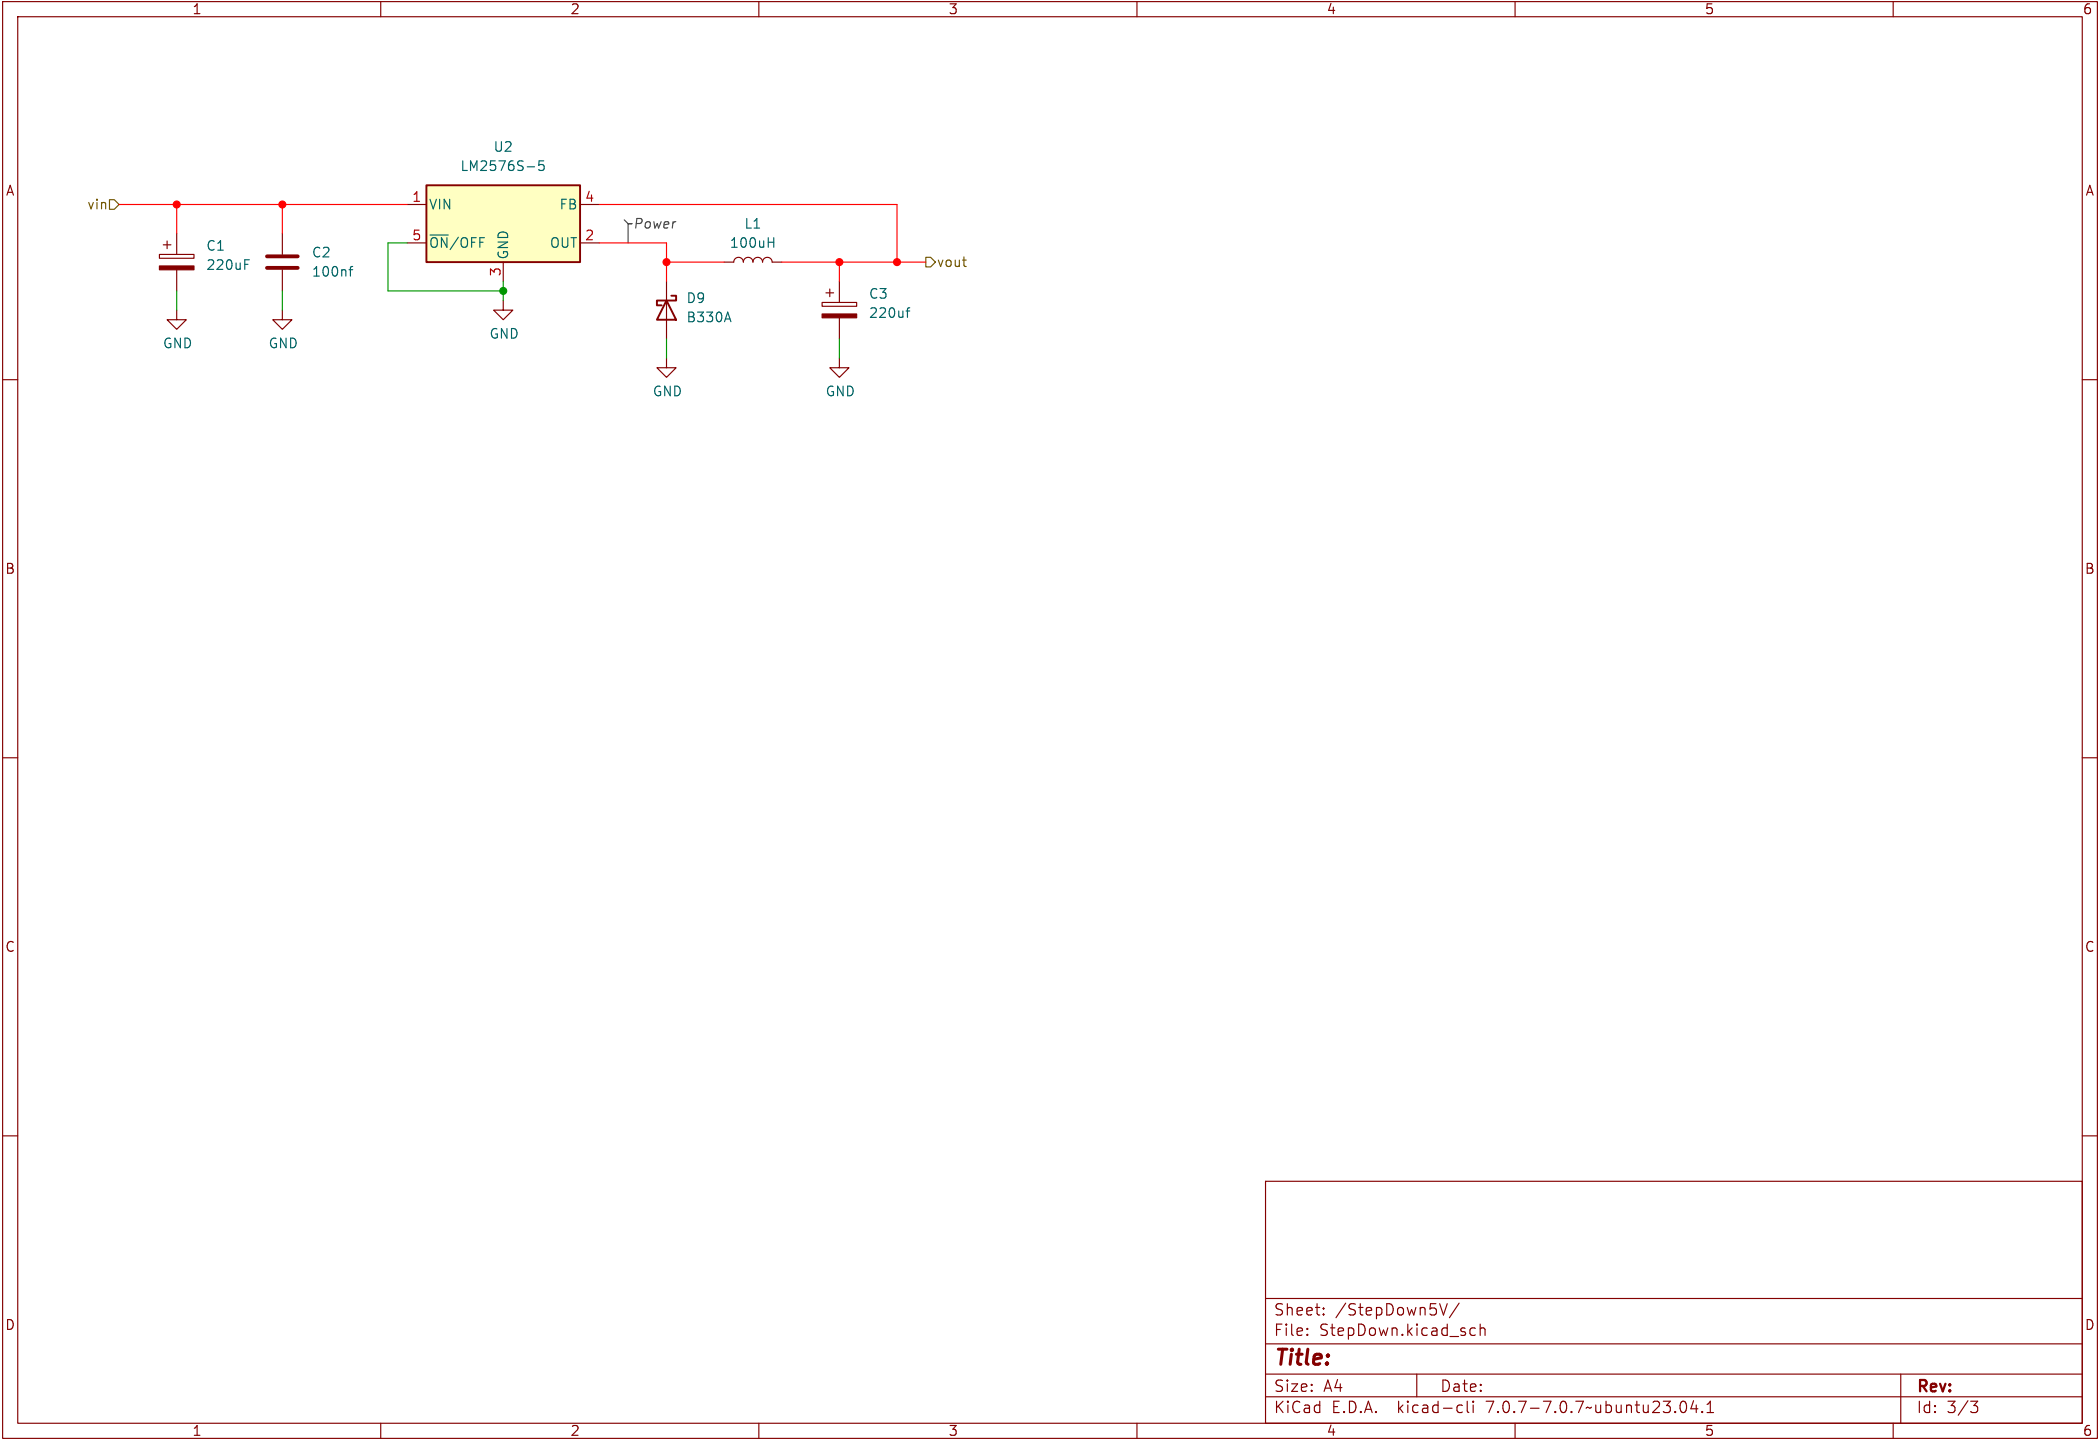 1 2 3 4 5 6
A A
B B
C C
D D
U2
LM2576S-5
vin
1 VIN
5 ON/OFF
GND
3
FB 4
OUT 2
Power
L1
100uH
vout
C1
220uF
C2
100nf
D9
B330A
C3
220uf
GND
GND
GND
GND
GND
Sheet: /StepDown5V/
File: StepDown.kicad_sch
Title:
Size: A4 Date: Rev:
KiCad E.D.A. kicad-cli 7.0.7-7.0.7~ubuntu23.04.1 Id: 3/3
1 2 3 4 5 6